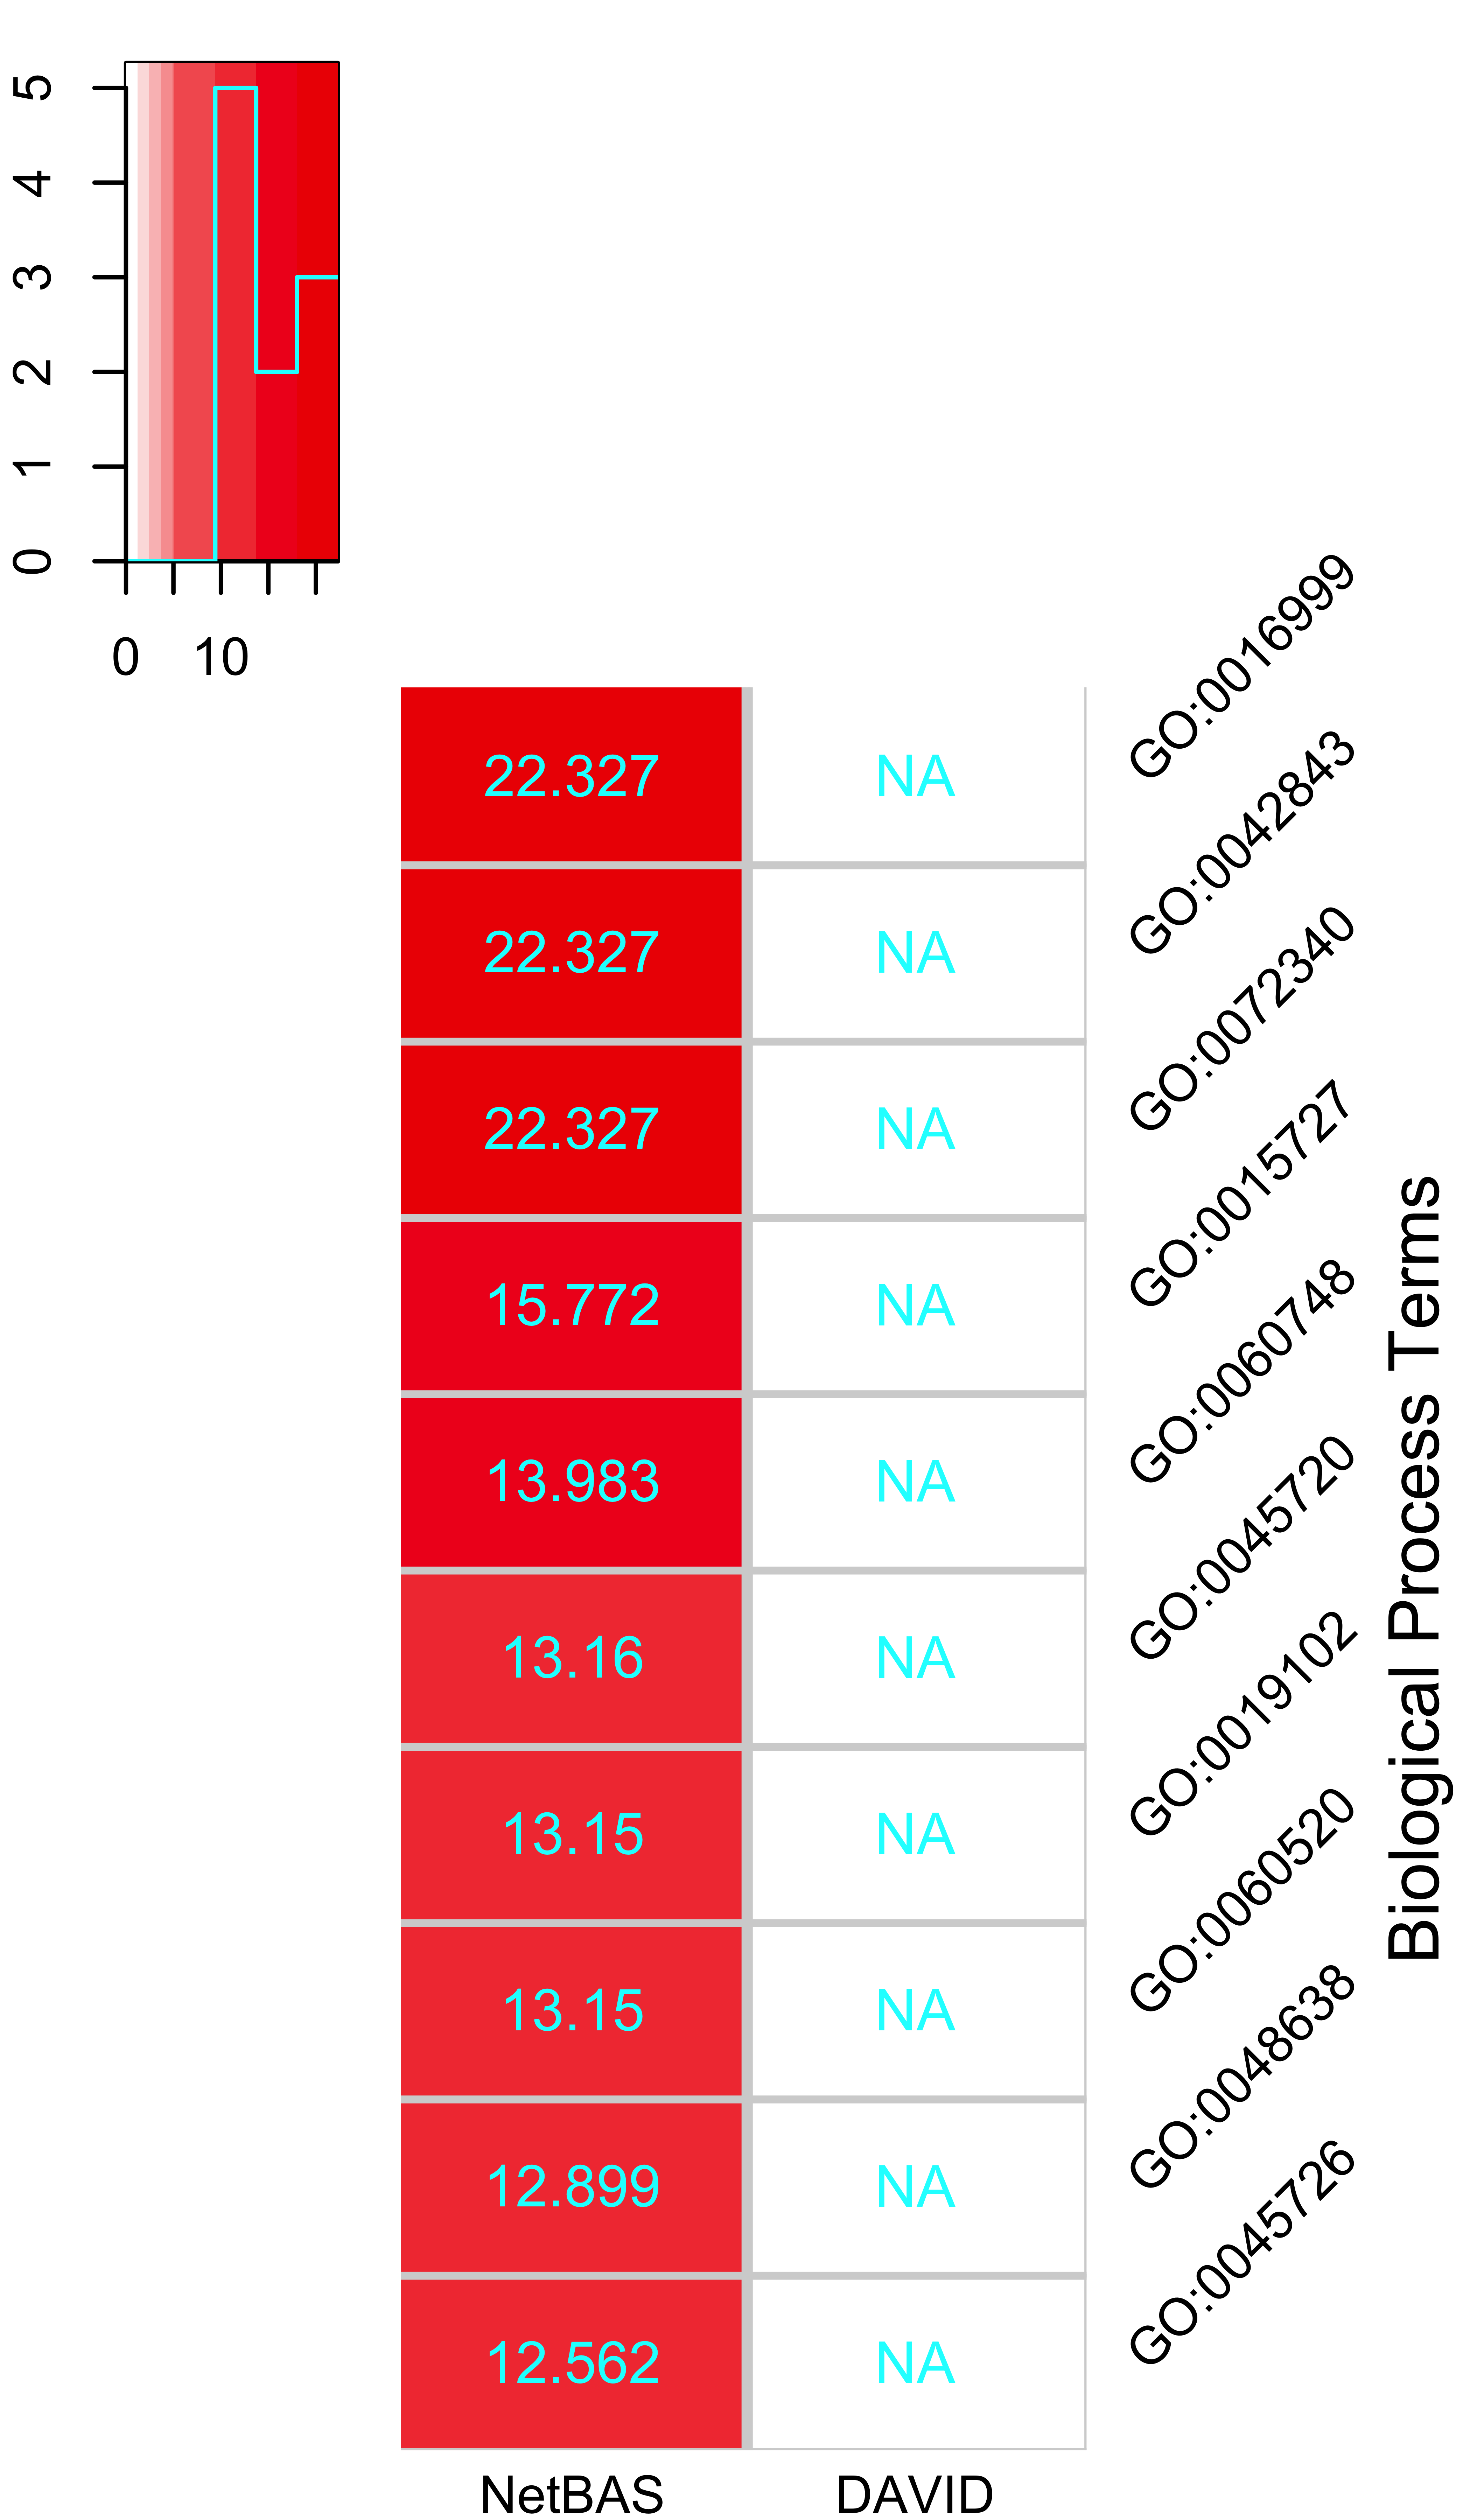 5
4
3
2
1
0
0 10
22.327 NA GO:0016999
22.327 NA GO:0042843
22.327 NA GO:0072340
15.772 NA GO:0015727
13.983 NA GO:0060748
13.16 NA GO:0045720
13.15 NA GO:0019102
13.15 NA GO:0060520
12.899 NA GO:0048638
12.562 NA GO:0045726
Biological Process Terms
NetBAS DAVID